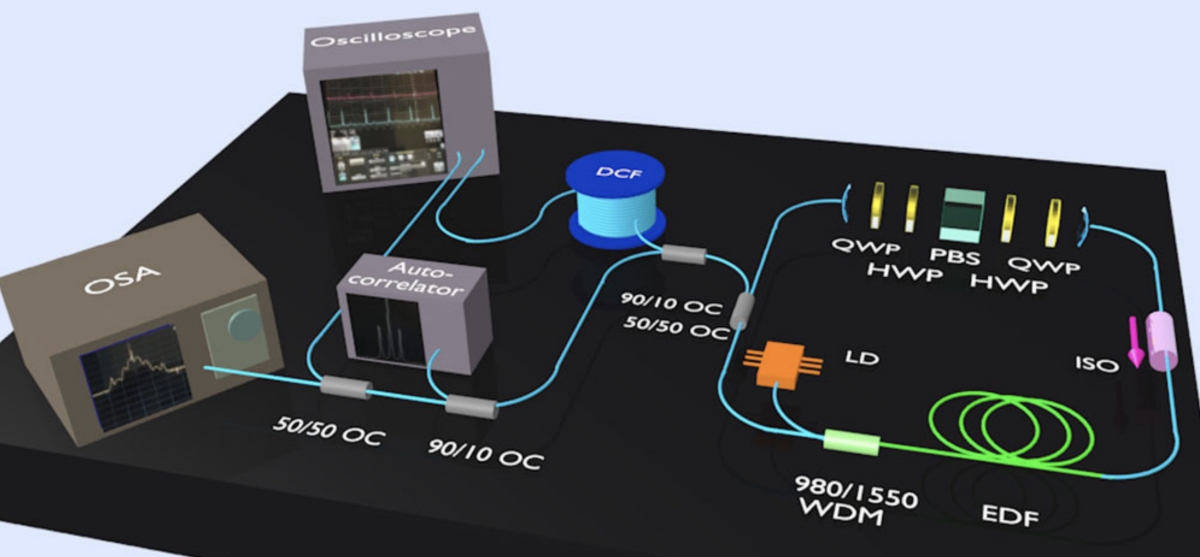 Oscilloscope
DCF
OSA
Auto-
correlator
QWP
HWP
PBS
HWP
QWP
90/10 OC
50/50 OC
LD
ISO
50/50 OC
90/10 OC
980/1550
WDM
EDF